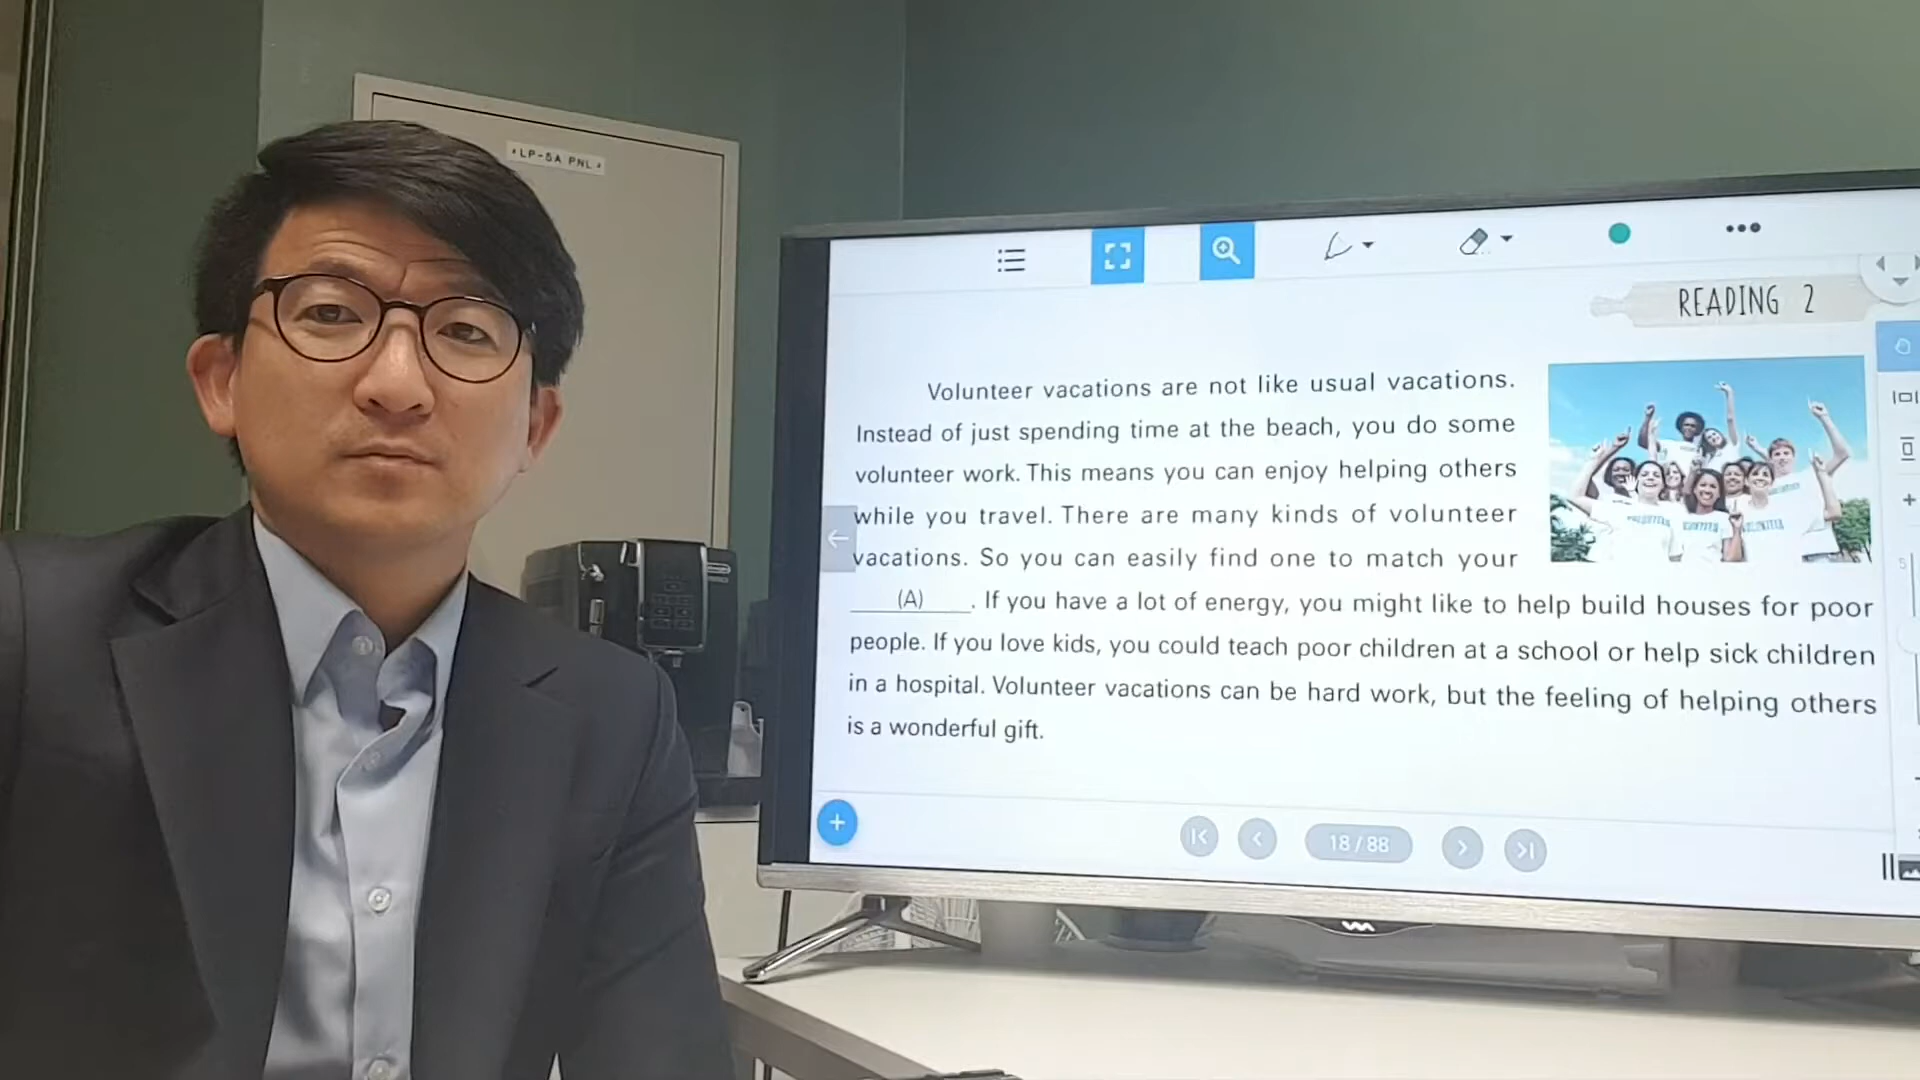 LP-5A PNL
READING 2
Volunteer vacations are not like usual vacations.
Instead of just spending time at the beach, you do some
volunteer work. This means you can enjoy helping others
while you travel. There are many kinds of volunteer
vacations. So you can easily find one to match your
(A) . If you have a lot of energy, you might like to help build houses for poor
people. If you love kids, you could teach poor children at a school or help sick children
in a hospital. Volunteer vacations can be hard work, but the feeling of helping others
is a wonderful gift.
18 / 88